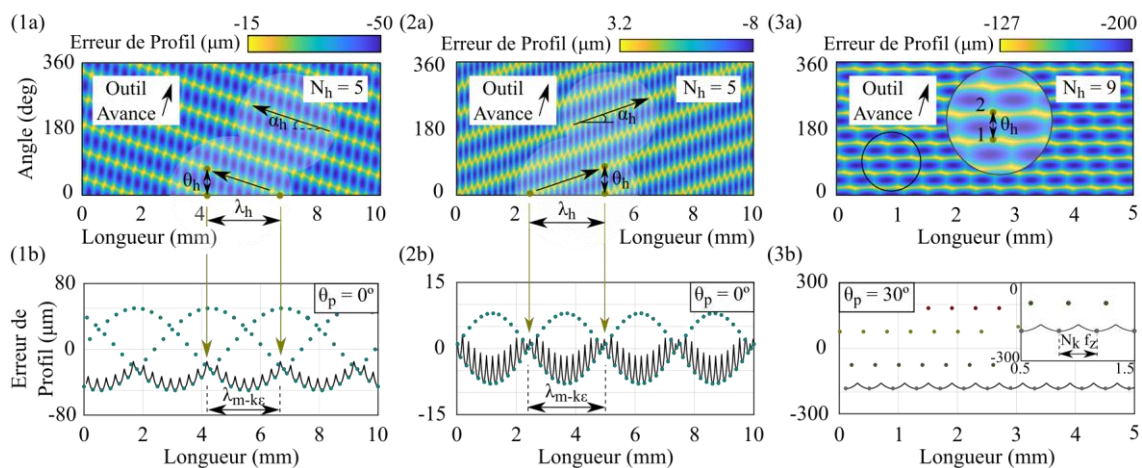 (1a)
-15
-50
Erreur de Profil (μm)
Angle (deg)
360
180
0
Outil
Avance
N_h = 5
α_h
θ_h
0 2 4 6 8 10
λ_h
Longueur (mm)
(2a)
3.2
-8
Erreur de Profil (μm)
360
180
0
Outil
Avance
N_h = 5
α_h
θ_h
0 2 4 6 8 10
λ_h
Longueur (mm)
(3a)
-127
-200
Erreur de Profil (μm)
360
180
0
Outil
Avance
N_h = 9
2
1
θ_h
0 1 2 3 4 5
Longueur (mm)
(1b)
Erreur de
Profil (μm)
80
0
-80
θ_p = 0º
λ_m-kε
0 2 4 6 8 10
Longueur (mm)
(2b)
15
0
-15
θ_p = 0º
λ_m-kε
0 2 4 6 8 10
Longueur (mm)
(3b)
300
0
-300
θ_p = 30º
0
-300
N_k f_z
0.5 1.5
0 1 2 3 4 5
Longueur (mm)